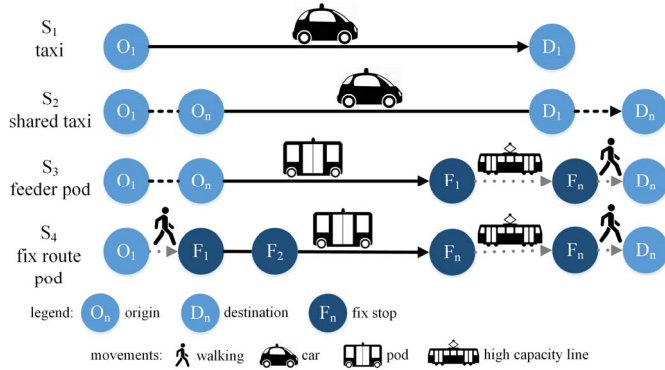 S1
taxi
O1 D1
S2
shared taxi
O1 On D1 Dn
S3
feeder pod
O1 On F1 Fn Dn
S4
fix route
pod
O1 F1 F2 Fn Fn Dn
legend: On origin Dn destination Fn fix stop
movements: walking car pod high capacity line